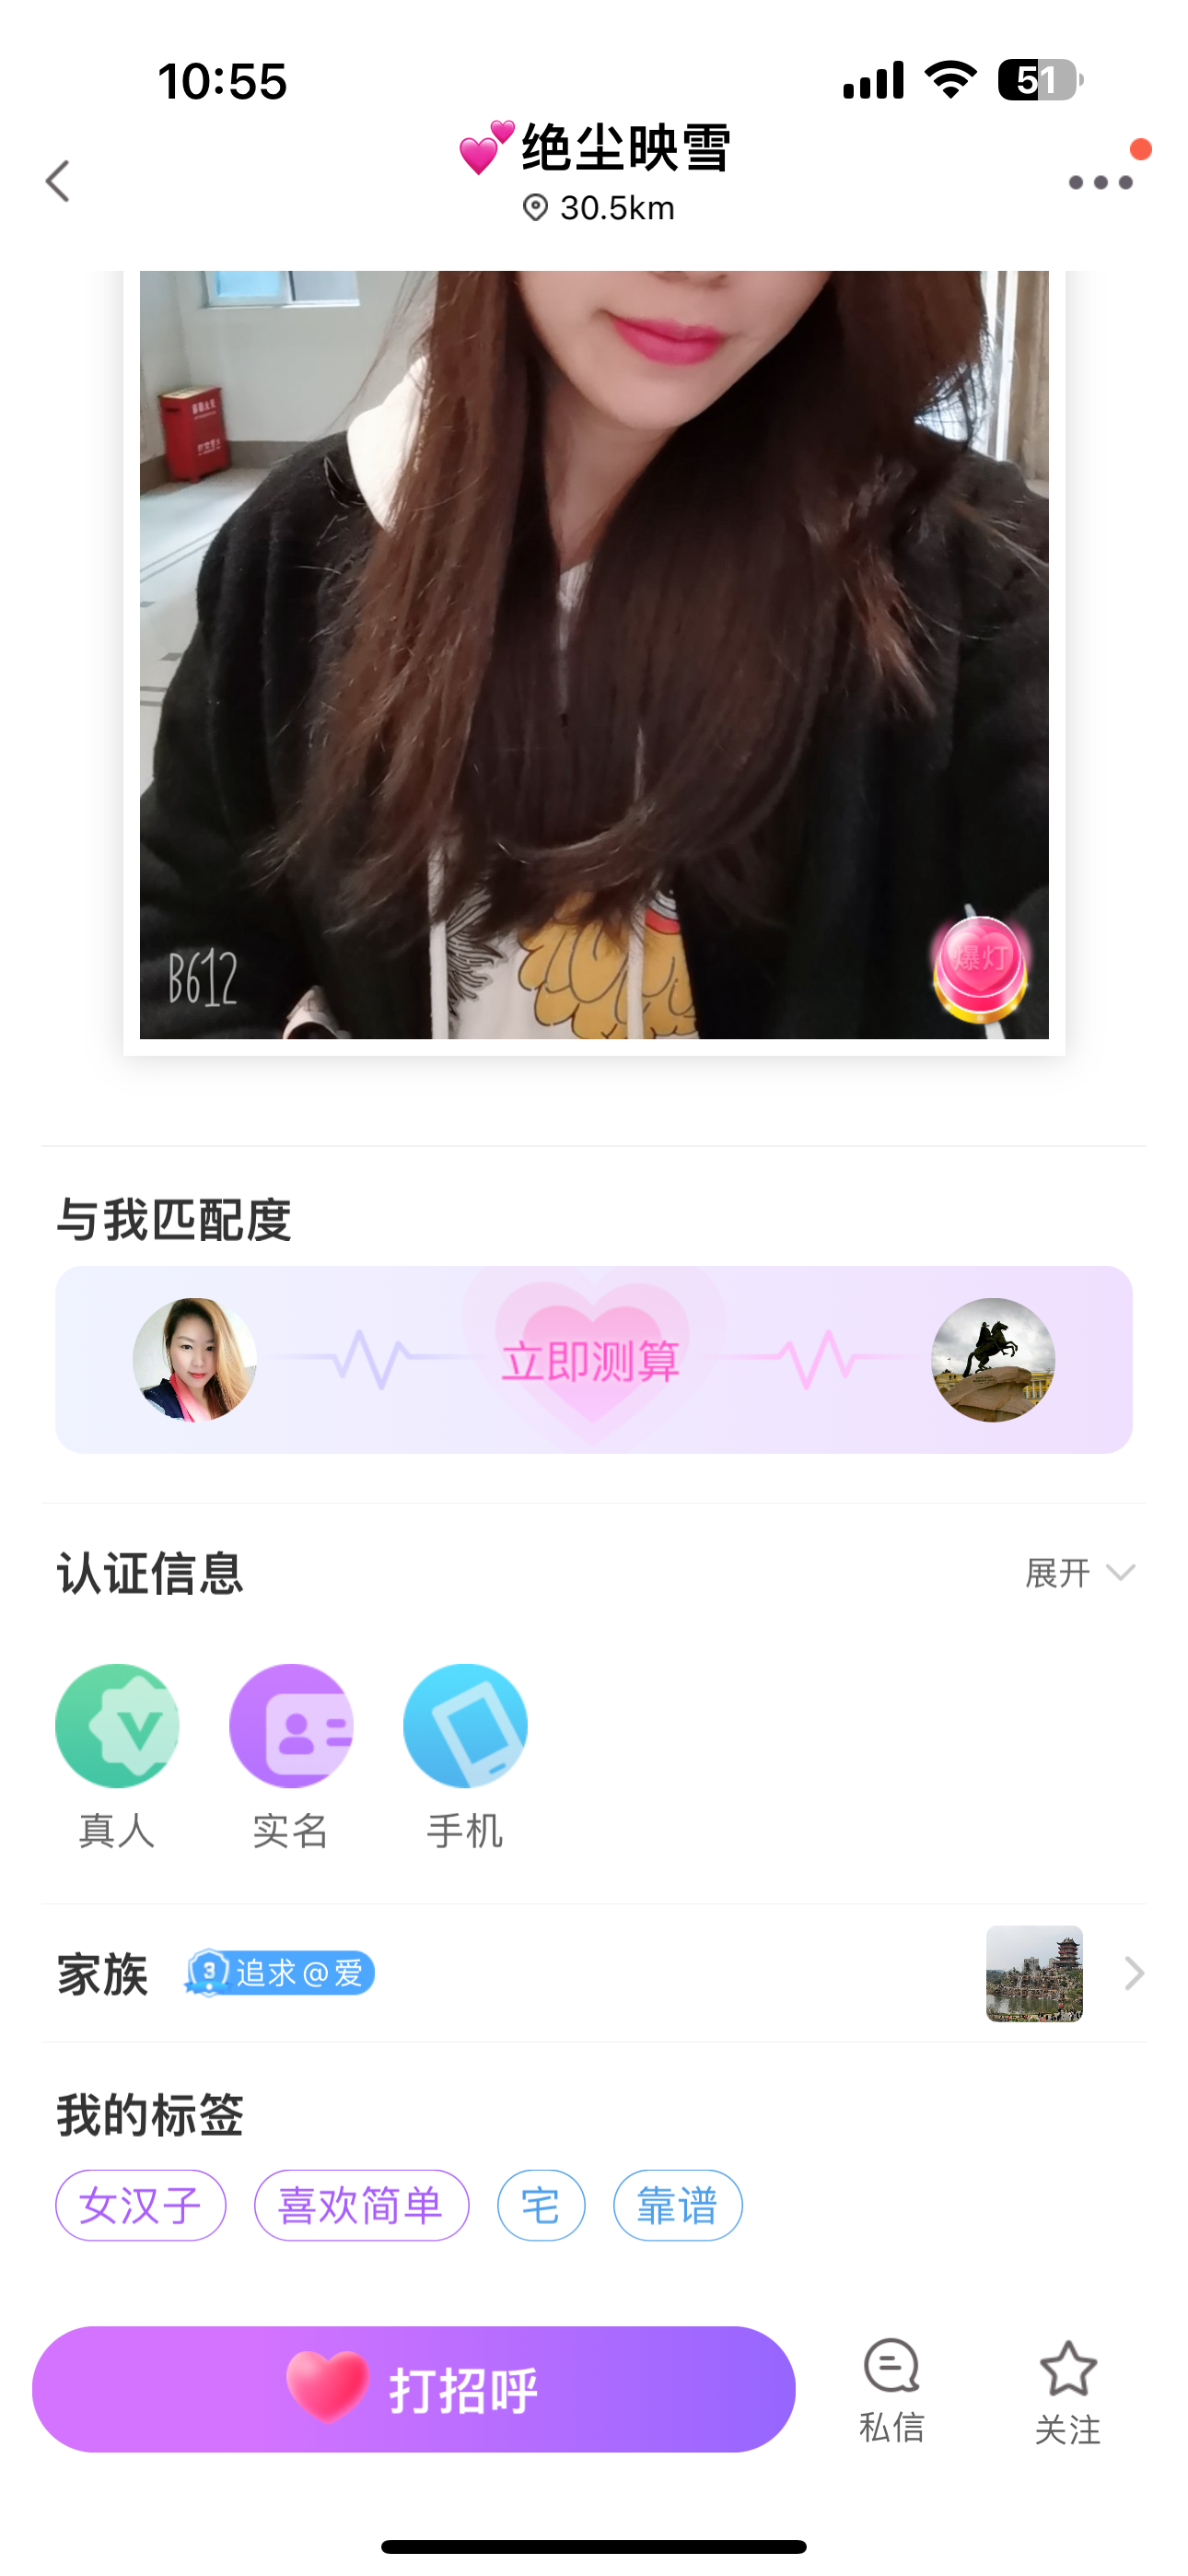 10:55
51
💕绝尘映雪
30.5km
B612
爆灯
与我匹配度
立即测算
认证信息
展开
真人
实名
手机
家族
3 追求@爱
我的标签
女汉子
喜欢简单
宅
靠谱
打招呼
私信
关注